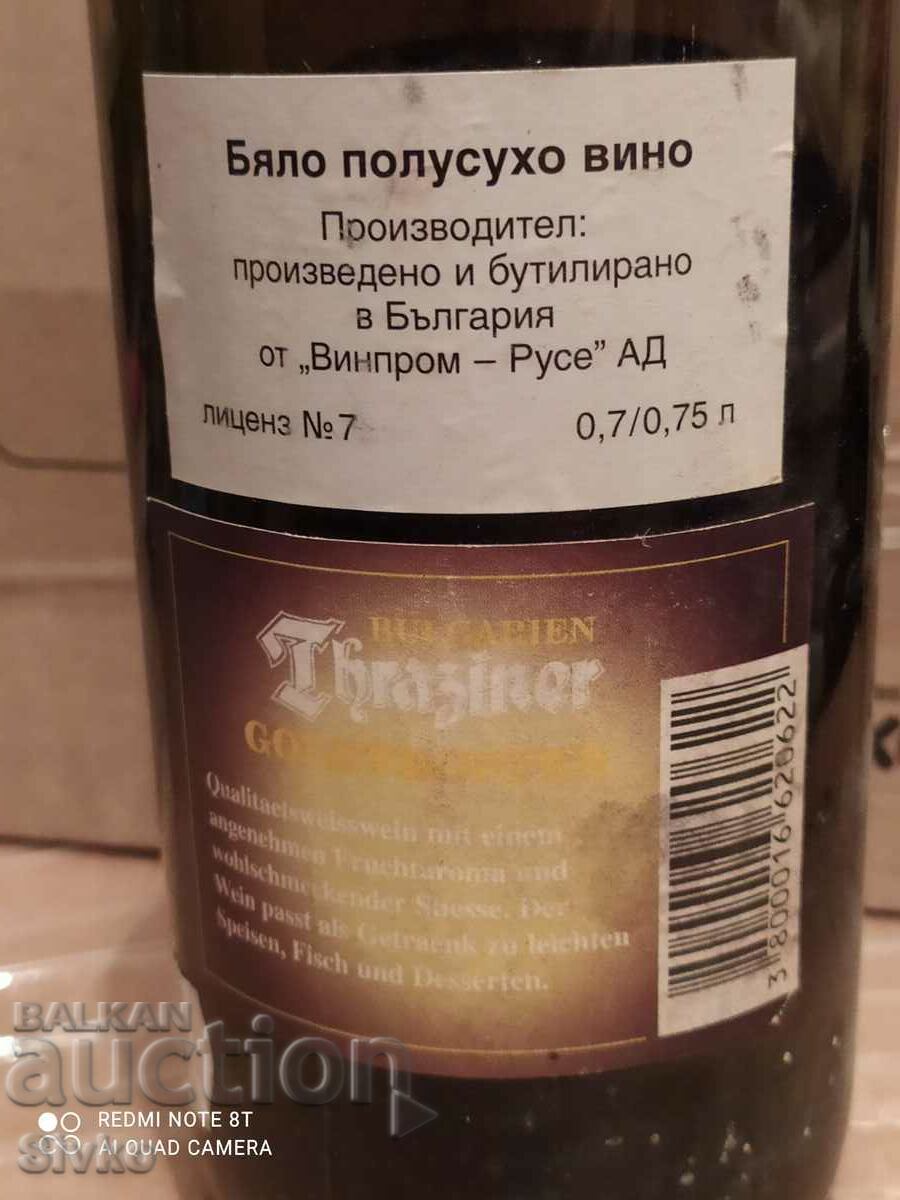 Бяло полусухо вино
Производител:
произведено и бутилирано
в България
от „Винпром – Русе” АД
лиценз №7 0,7/0,75 л
BULGARIEN
Thraziner
Qualitaetsweisswein mit einem
angenehmen Fruchtaroma und
wohlschmeckender Suesse. Der
Wein passt als Getraenk zu leichten
Speisen, Fisch und Desserten.
3800016620622
BALKAN
auction
REDMI NOTE 8T
AI QUAD CAMERA
Sivko